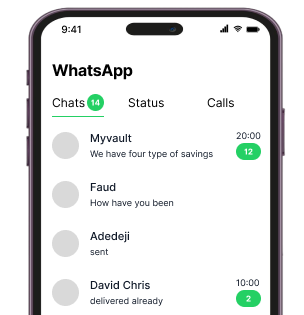 9:41
WhatsApp
Chats 14 Status Calls
Myvault 20:00
We have four type of savings 12
Faud
How have you been
Adedeji
sent
David Chris 10:00
delivered already 2